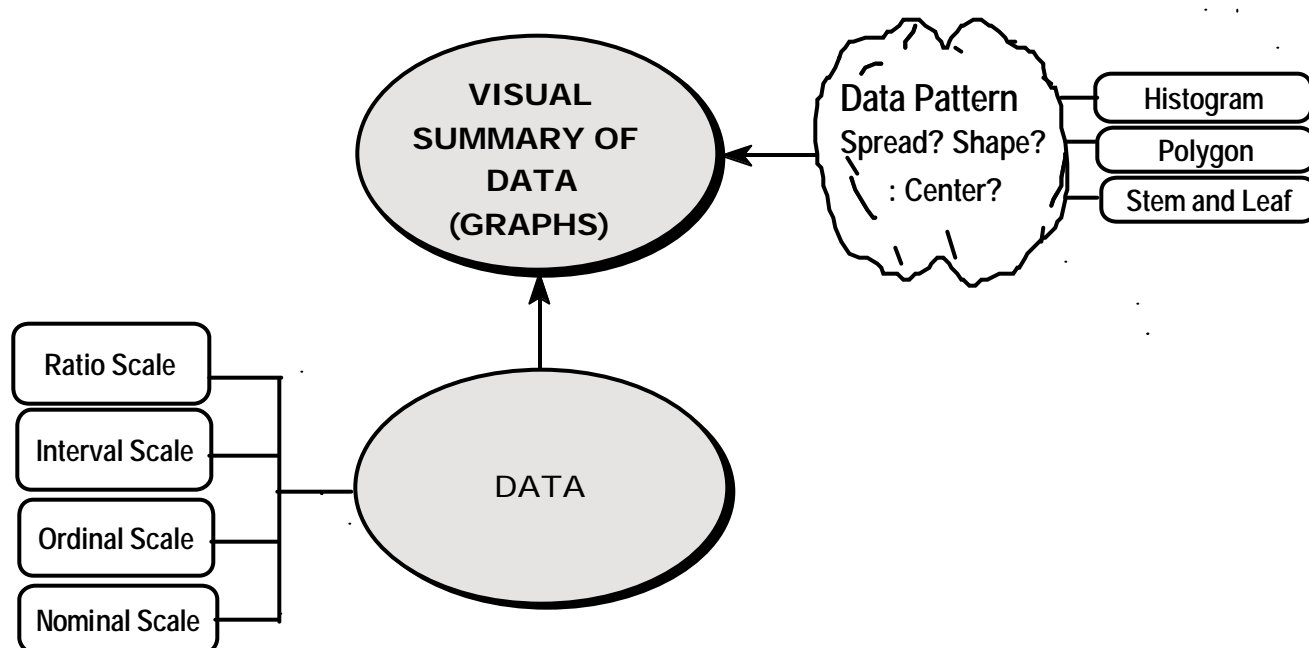 VISUAL
SUMMARY OF
DATA
(GRAPHS)
Data Pattern
Spread? Shape?
: Center?
Histogram
Polygon
Stem and Leaf
Ratio Scale
Interval Scale
Ordinal Scale
Nominal Scale
DATA